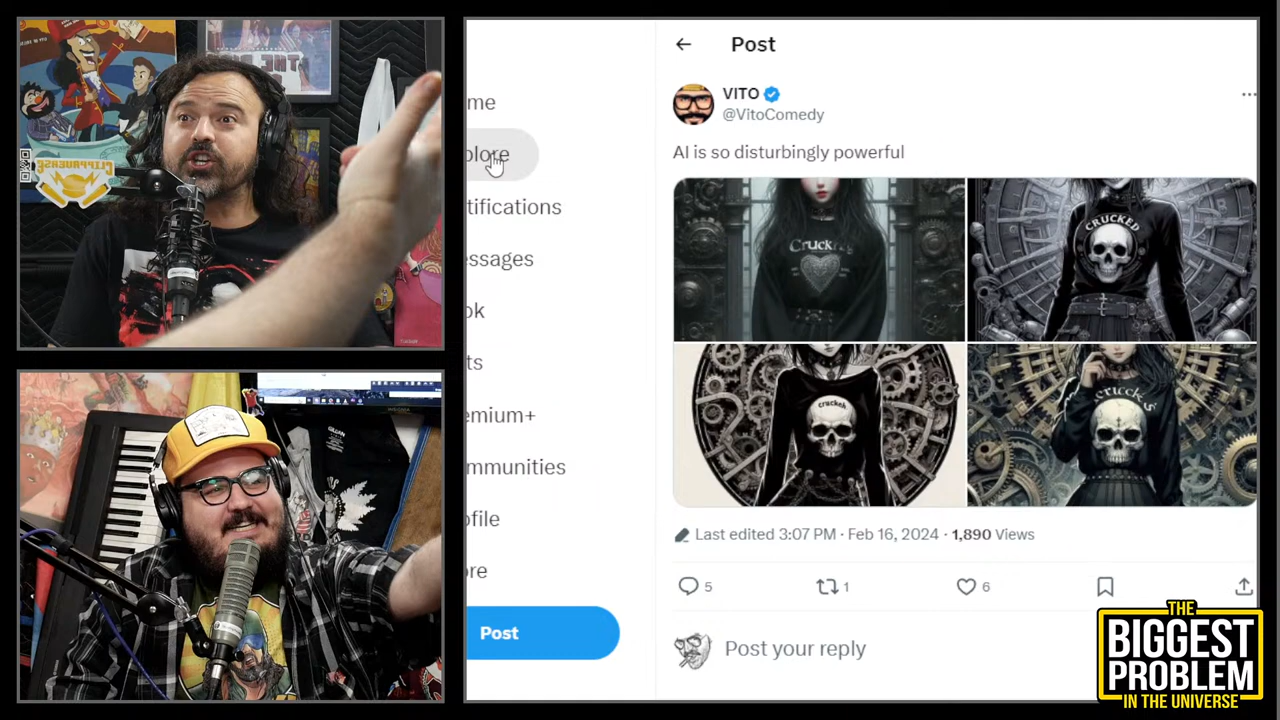 Post
VITO
@VitoComedy
AI is so disturbingly powerful
me
plore
tifications
essages
ok
ts
emium+
mmunities
ofile
ore
Post
CRUCKED
crucked
Last edited 3:07 PM · Feb 16, 2024 · 1,890 Views
5
1
6
Post your reply
THE
BIGGEST
PROBLEM
IN THE UNIVERSE